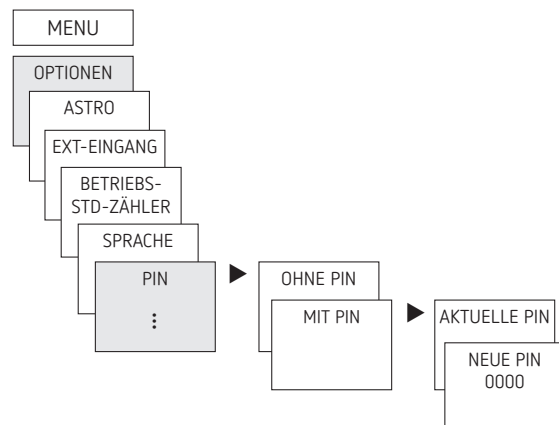 MENU
OPTIONEN
ASTRO
EXT-EINGANG
BETRIEBS-
STD-ZÄHLER
SPRACHE
PIN
OHNE PIN
MIT PIN
AKTUELLE PIN
NEUE PIN
0000